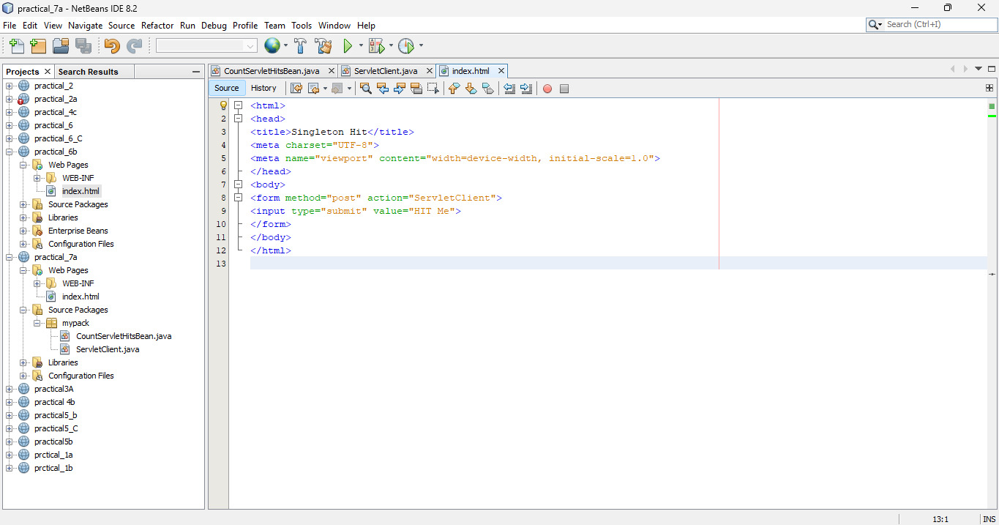 practical_7a - NetBeans IDE 8.2
File Edit View Navigate Source Refactor Run Debug Profile Team Tools Window Help
Search (Ctrl+I)
Projects
Search Results
practical_2
practical_2a
practical_4c
practical_6
practical_6_C
practical_6b
Web Pages
WEB-INF
index.html
Source Packages
Libraries
Enterprise Beans
Configuration Files
practical_7a
Web Pages
WEB-INF
index.html
Source Packages
mypack
CountServletHitsBean.java
ServletClient.java
Libraries
Configuration Files
practical3A
practical 4b
practical5_b
practical5_C
practical5b
prctical_1a
prctical_1b
CountServletHitsBean.java
ServletClient.java
index.html
Source
History
<html>
2 <head>
3 <title>Singleton Hit</title>
4 <meta charset="UTF-8">
5 <meta name="viewport" content="width=device-width, initial-scale=1.0">
6 </head>
7 <body>
8 <form method="post" action="ServletClient">
9 <input type="submit" value="HIT Me">
10 </form>
11 </body>
12 </html>
13
13:1
INS